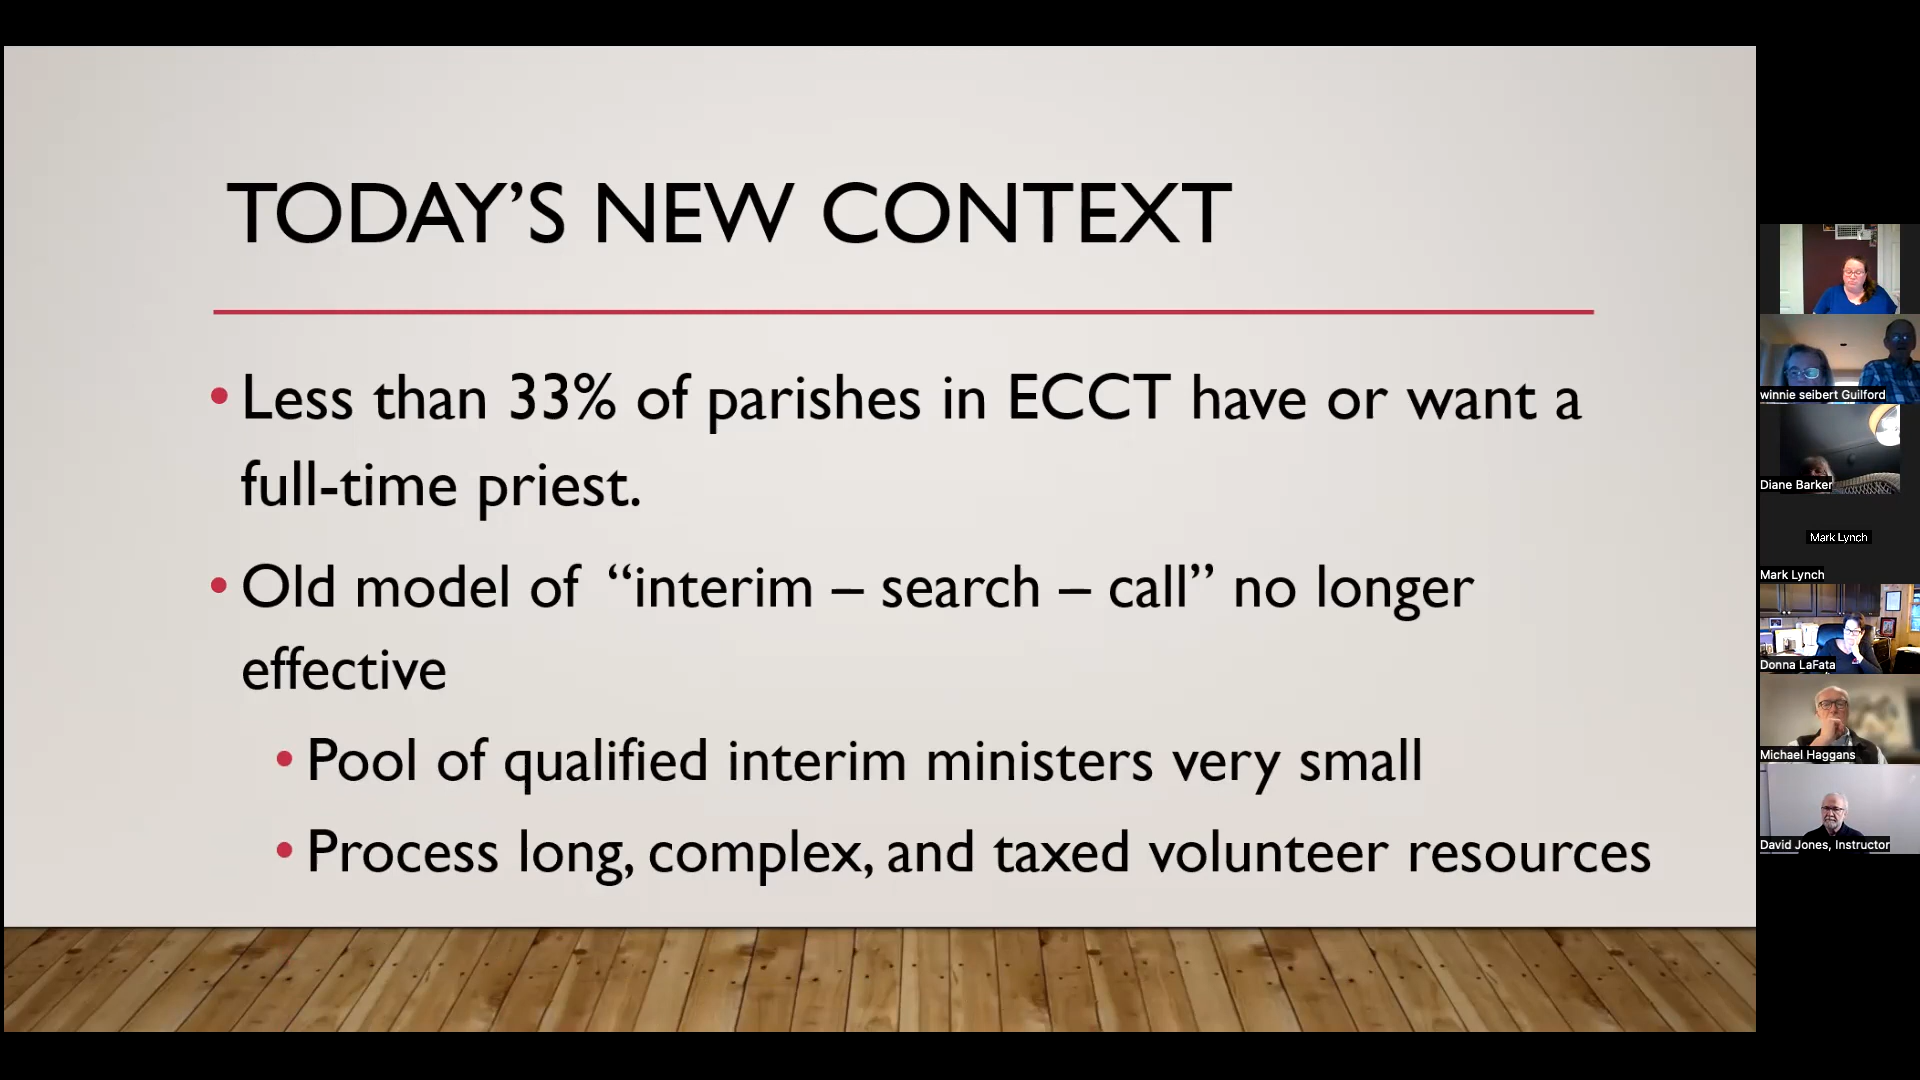 TODAY’S NEW CONTEXT
• Less than 33% of parishes in ECCT have or want a
full-time priest.
• Old model of “interim – search – call” no longer
effective
• Pool of qualified interim ministers very small
• Process long, complex, and taxed volunteer resources
winnie seibert Guilford
Diane Barker
Mark Lynch
Mark Lynch
Donna LaFata
Michael Haggans
David Jones, Instructor